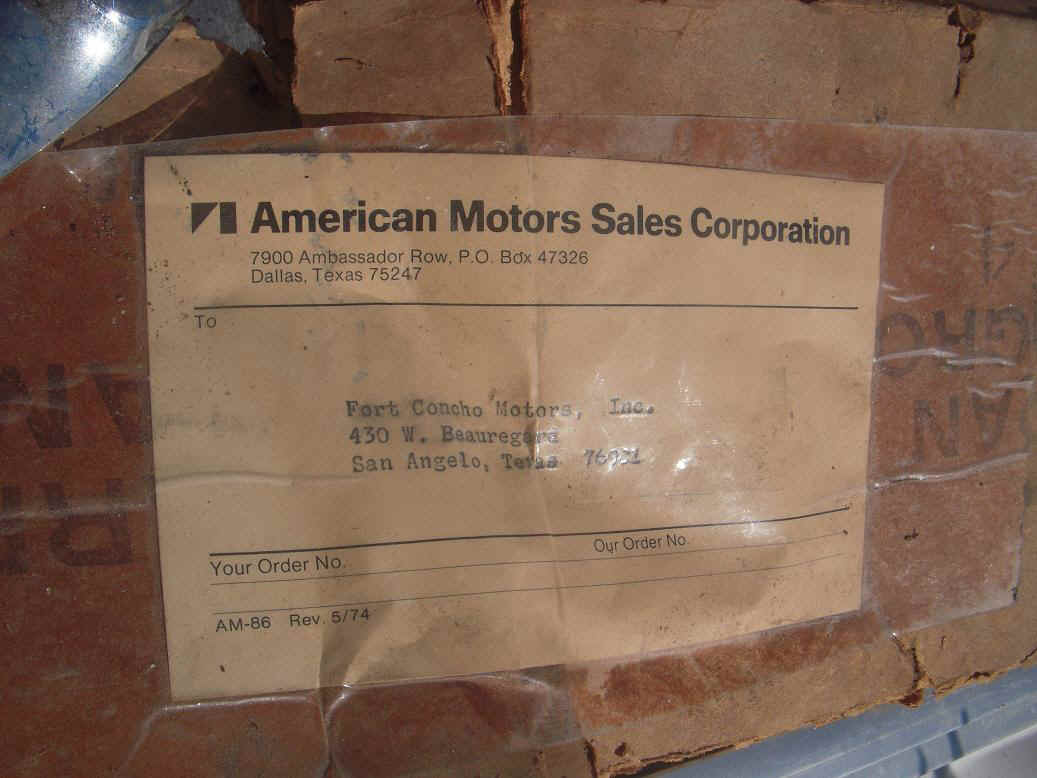 American Motors Sales Corporation
7900 Ambassador Row, P.O. Box 47326
Dallas, Texas 75247
To
Fort Concho Motors, Inc.
430 W. Beauregard
San Angelo, Texas
Your Order No.
Our Order No.
AM-86 Rev. 5/74